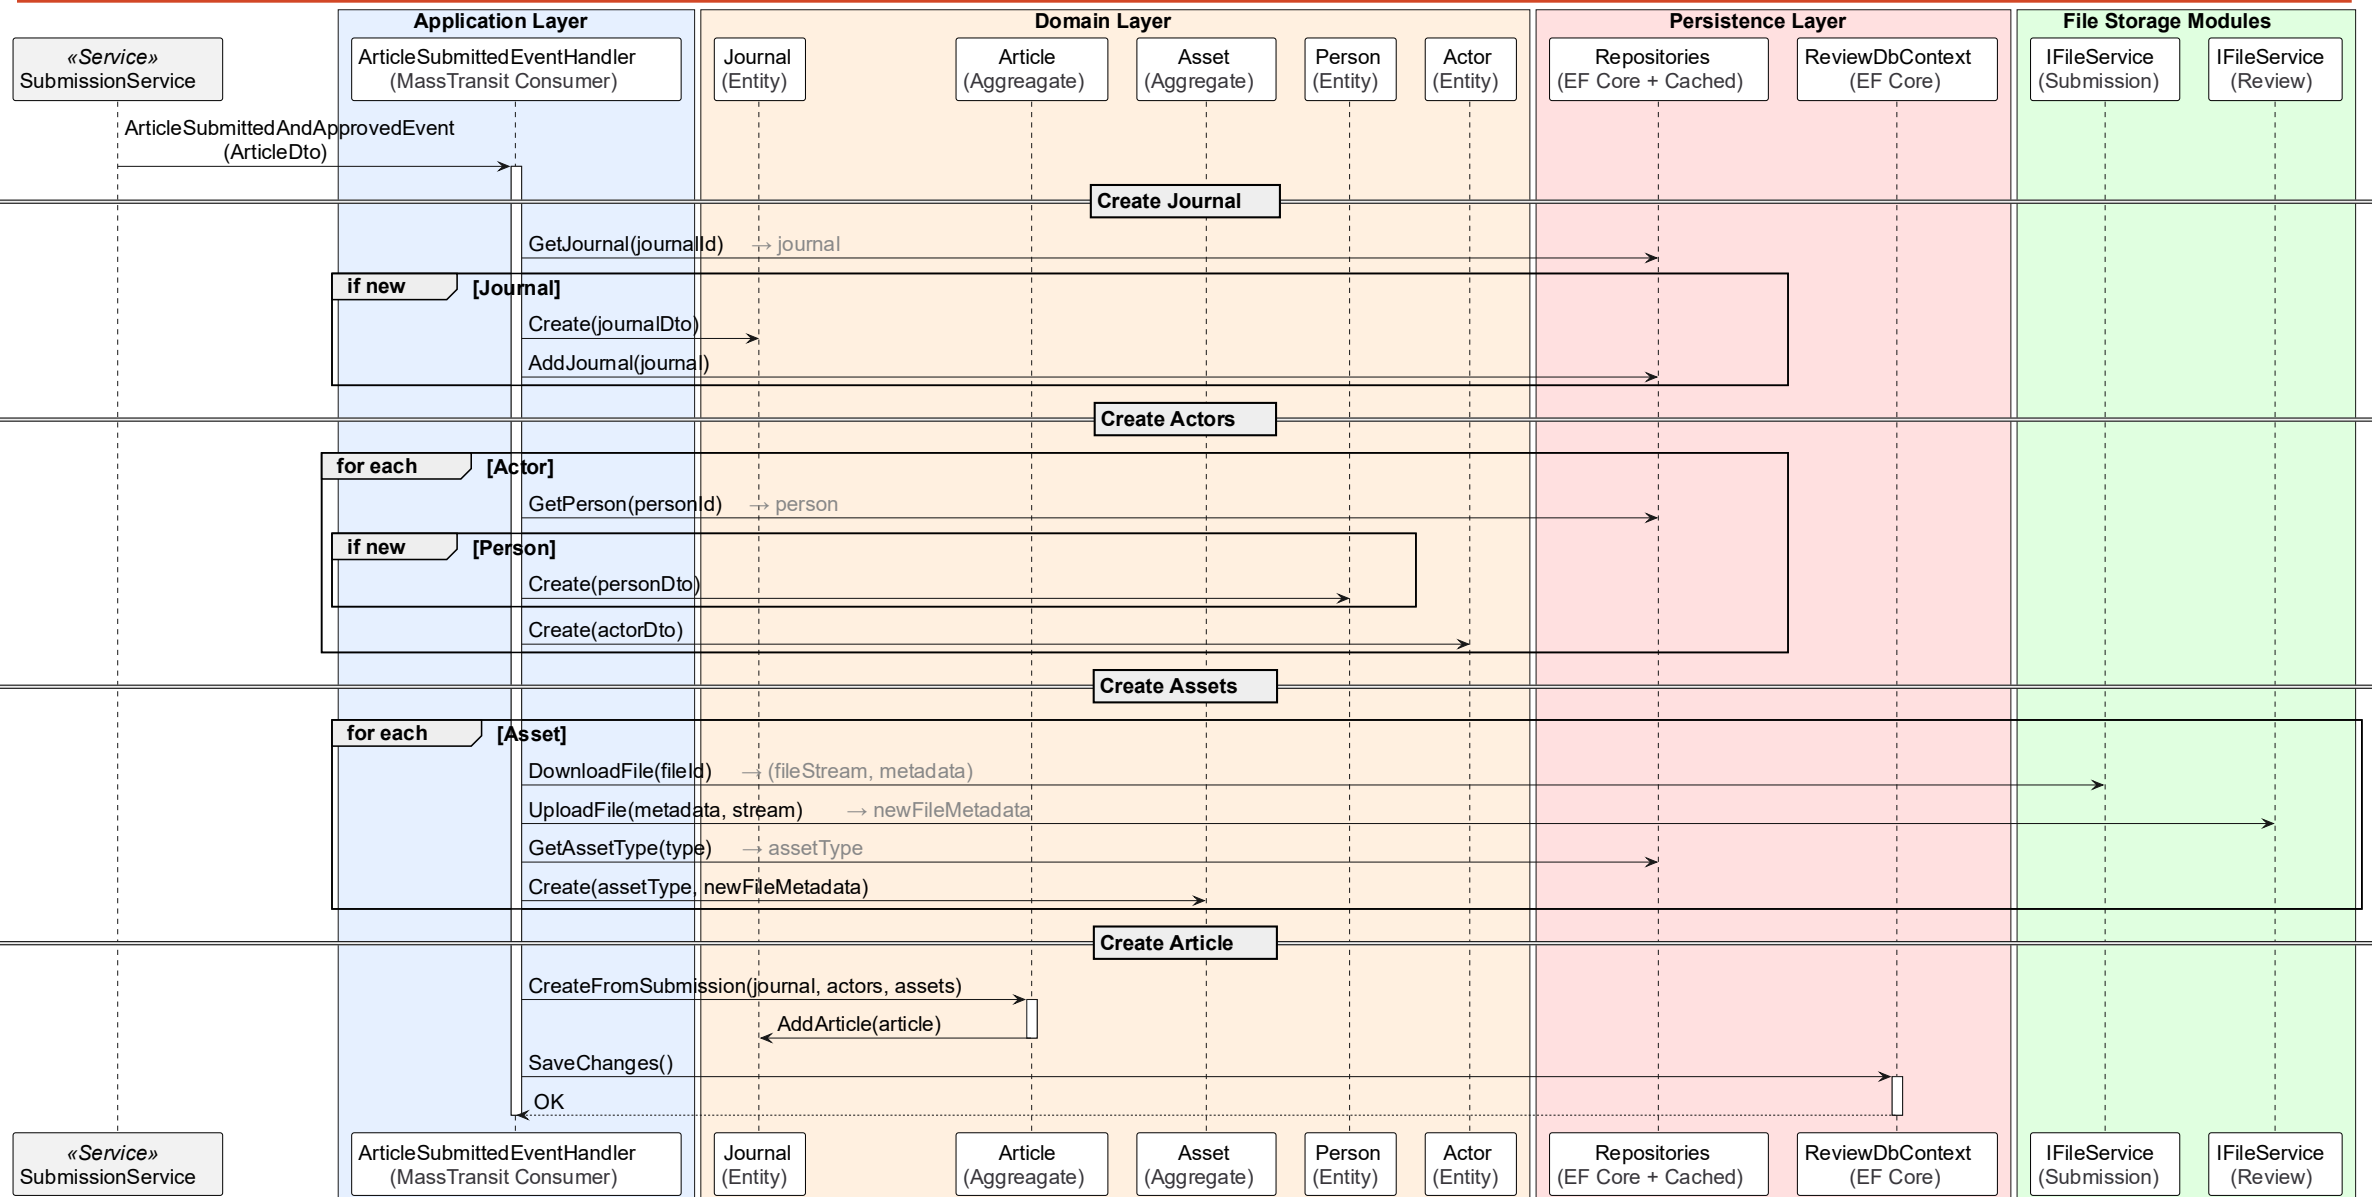 Application Layer
Domain Layer
Persistence Layer
File Storage Modules
«Service»
SubmissionService
ArticleSubmittedEventHandler
(MassTransit Consumer)
Journal
(Entity)
Article
(Aggreagate)
Asset
(Aggregate)
Person
(Entity)
Actor
(Entity)
Repositories
(EF Core + Cached)
ReviewDbContext
(EF Core)
IFileService
(Submission)
IFileService
(Review)
ArticleSubmittedAndApprovedEvent
(ArticleDto)
Create Journal
GetJournal(journalId) → journal
if new [Journal]
Create(journalDto)
AddJournal(journal)
Create Actors
for each [Actor]
GetPerson(personId) → person
if new [Person]
Create(personDto)
Create(actorDto)
Create Assets
for each [Asset]
DownloadFile(fileId) → (fileStream, metadata)
UploadFile(metadata, stream) → newFileMetadata
GetAssetType(type) → assetType
Create(assetType, newFileMetadata)
Create Article
CreateFromSubmission(journal, actors, assets)
AddArticle(article)
SaveChanges()
OK
«Service»
SubmissionService
ArticleSubmittedEventHandler
(MassTransit Consumer)
Journal
(Entity)
Article
(Aggreagate)
Asset
(Aggregate)
Person
(Entity)
Actor
(Entity)
Repositories
(EF Core + Cached)
ReviewDbContext
(EF Core)
IFileService
(Submission)
IFileService
(Review)